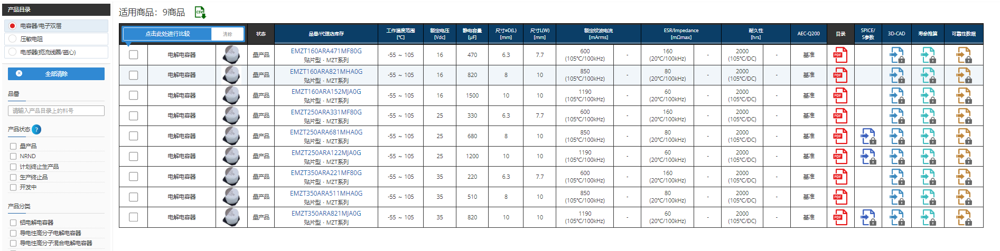 产品目录
电容器/电子双层
压敏电阻
电感器(扼流线圈/磁心)
全部清除
品番
请输入产品目录上的料号
产品状态 ?
量产品
NRND
计划终止生产品
生产终止品
开发中
产品分类
铝电解电容器
导电性高分子电解电容器
导电性高分子混合电解电容器
适用商品：9商品 CSV
点击此处进行比较 清除 状态 品番/代理店库存 工作温度范围 [℃] 额定电压 [Vdc] 静电容量 [µF] 尺寸⌀D(L) [mm] 尺寸L(W) [mm] 额定纹波电流 [mArms] ESR/Impedance [mΩmax] 耐久性 [hrs] AEC-Q200 目录 SPICE/S参数 3D-CAD 寿命推算 可靠性数据
电解电容器 量产品 EMZT160ARA471MF80G 贴片型・MZT系列 -55 ~ 105 16 470 6.3 7.7 600 (105℃/100kHz) - 160 (20℃/100kHz) - 2000 (105℃/DC) - 基准 PDF
电解电容器 量产品 EMZT160ARA821MHA0G 贴片型・MZT系列 -55 ~ 105 16 820 8 10 850 (105℃/100kHz) - 80 (20℃/100kHz) - 2000 (105℃/DC) - 基准 PDF
电解电容器 量产品 EMZT160ARA152MJA0G 贴片型・MZT系列 -55 ~ 105 16 1500 10 10 1190 (105℃/100kHz) - 60 (20℃/100kHz) - 2000 (105℃/DC) - 基准 PDF
电解电容器 量产品 EMZT250ARA331MF80G 贴片型・MZT系列 -55 ~ 105 25 330 6.3 7.7 600 (105℃/100kHz) - 160 (20℃/100kHz) - 2000 (105℃/DC) - 基准 PDF
电解电容器 量产品 EMZT250ARA681MHA0G 贴片型・MZT系列 -55 ~ 105 25 680 8 10 850 (105℃/100kHz) - 80 (20℃/100kHz) - 2000 (105℃/DC) - 基准 PDF
电解电容器 量产品 EMZT250ARA122MJA0G 贴片型・MZT系列 -55 ~ 105 25 1200 10 10 1190 (105℃/100kHz) - 60 (20℃/100kHz) - 2000 (105℃/DC) - 基准 PDF
电解电容器 量产品 EMZT350ARA221MF80G 贴片型・MZT系列 -55 ~ 105 35 220 6.3 7.7 600 (105℃/100kHz) - 160 (20℃/100kHz) - 2000 (105℃/DC) - 基准 PDF
电解电容器 量产品 EMZT350ARA511MHA0G 贴片型・MZT系列 -55 ~ 105 35 510 8 10 850 (105℃/100kHz) - 80 (20℃/100kHz) - 2000 (105℃/DC) - 基准 PDF
电解电容器 量产品 EMZT350ARA821MJA0G 贴片型・MZT系列 -55 ~ 105 35 820 10 10 1190 (105℃/100kHz) - 60 (20℃/100kHz) - 2000 (105℃/DC) - 基准 PDF